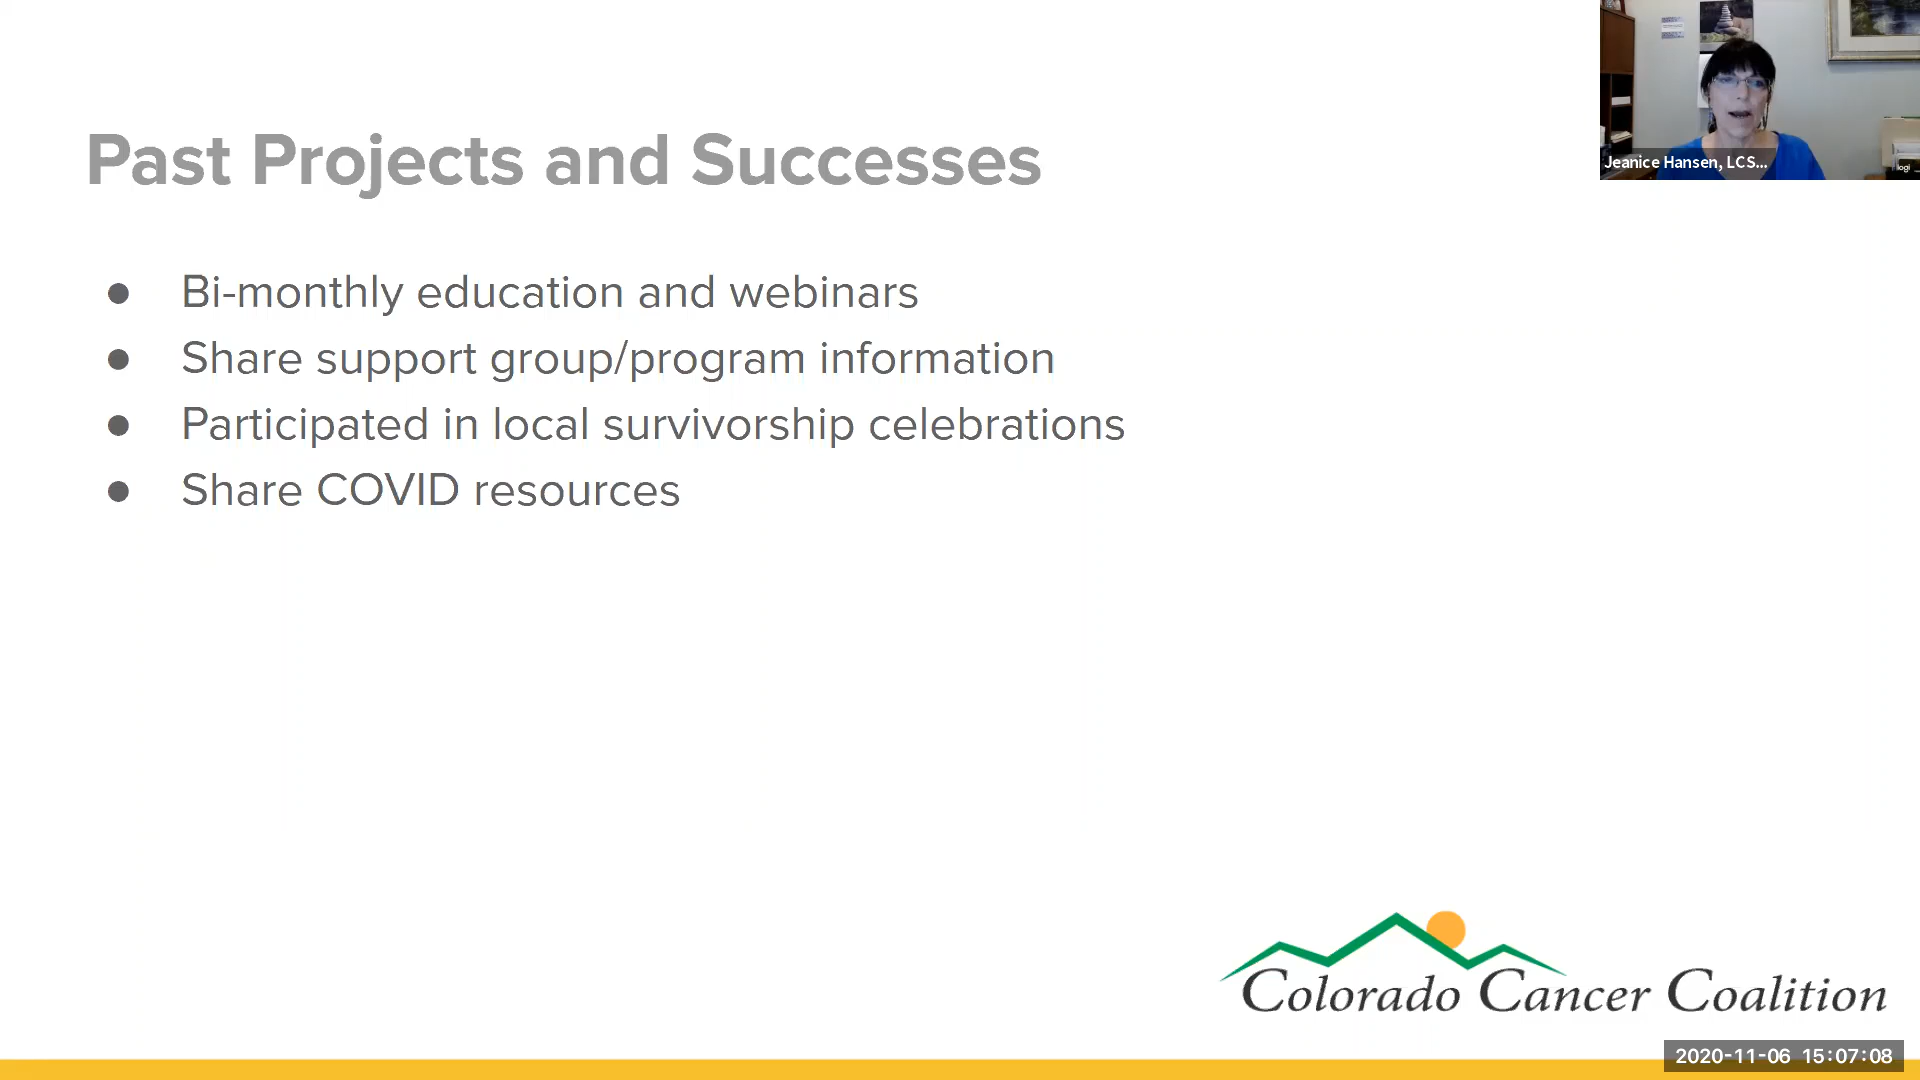 Past Projects and Successes
● Bi-monthly education and webinars
● Share support group/program information
● Participated in local survivorship celebrations
● Share COVID resources
Jeanice Hansen, LCS...
logi
Colorado Cancer Coalition
2020-11-06 15:07:08